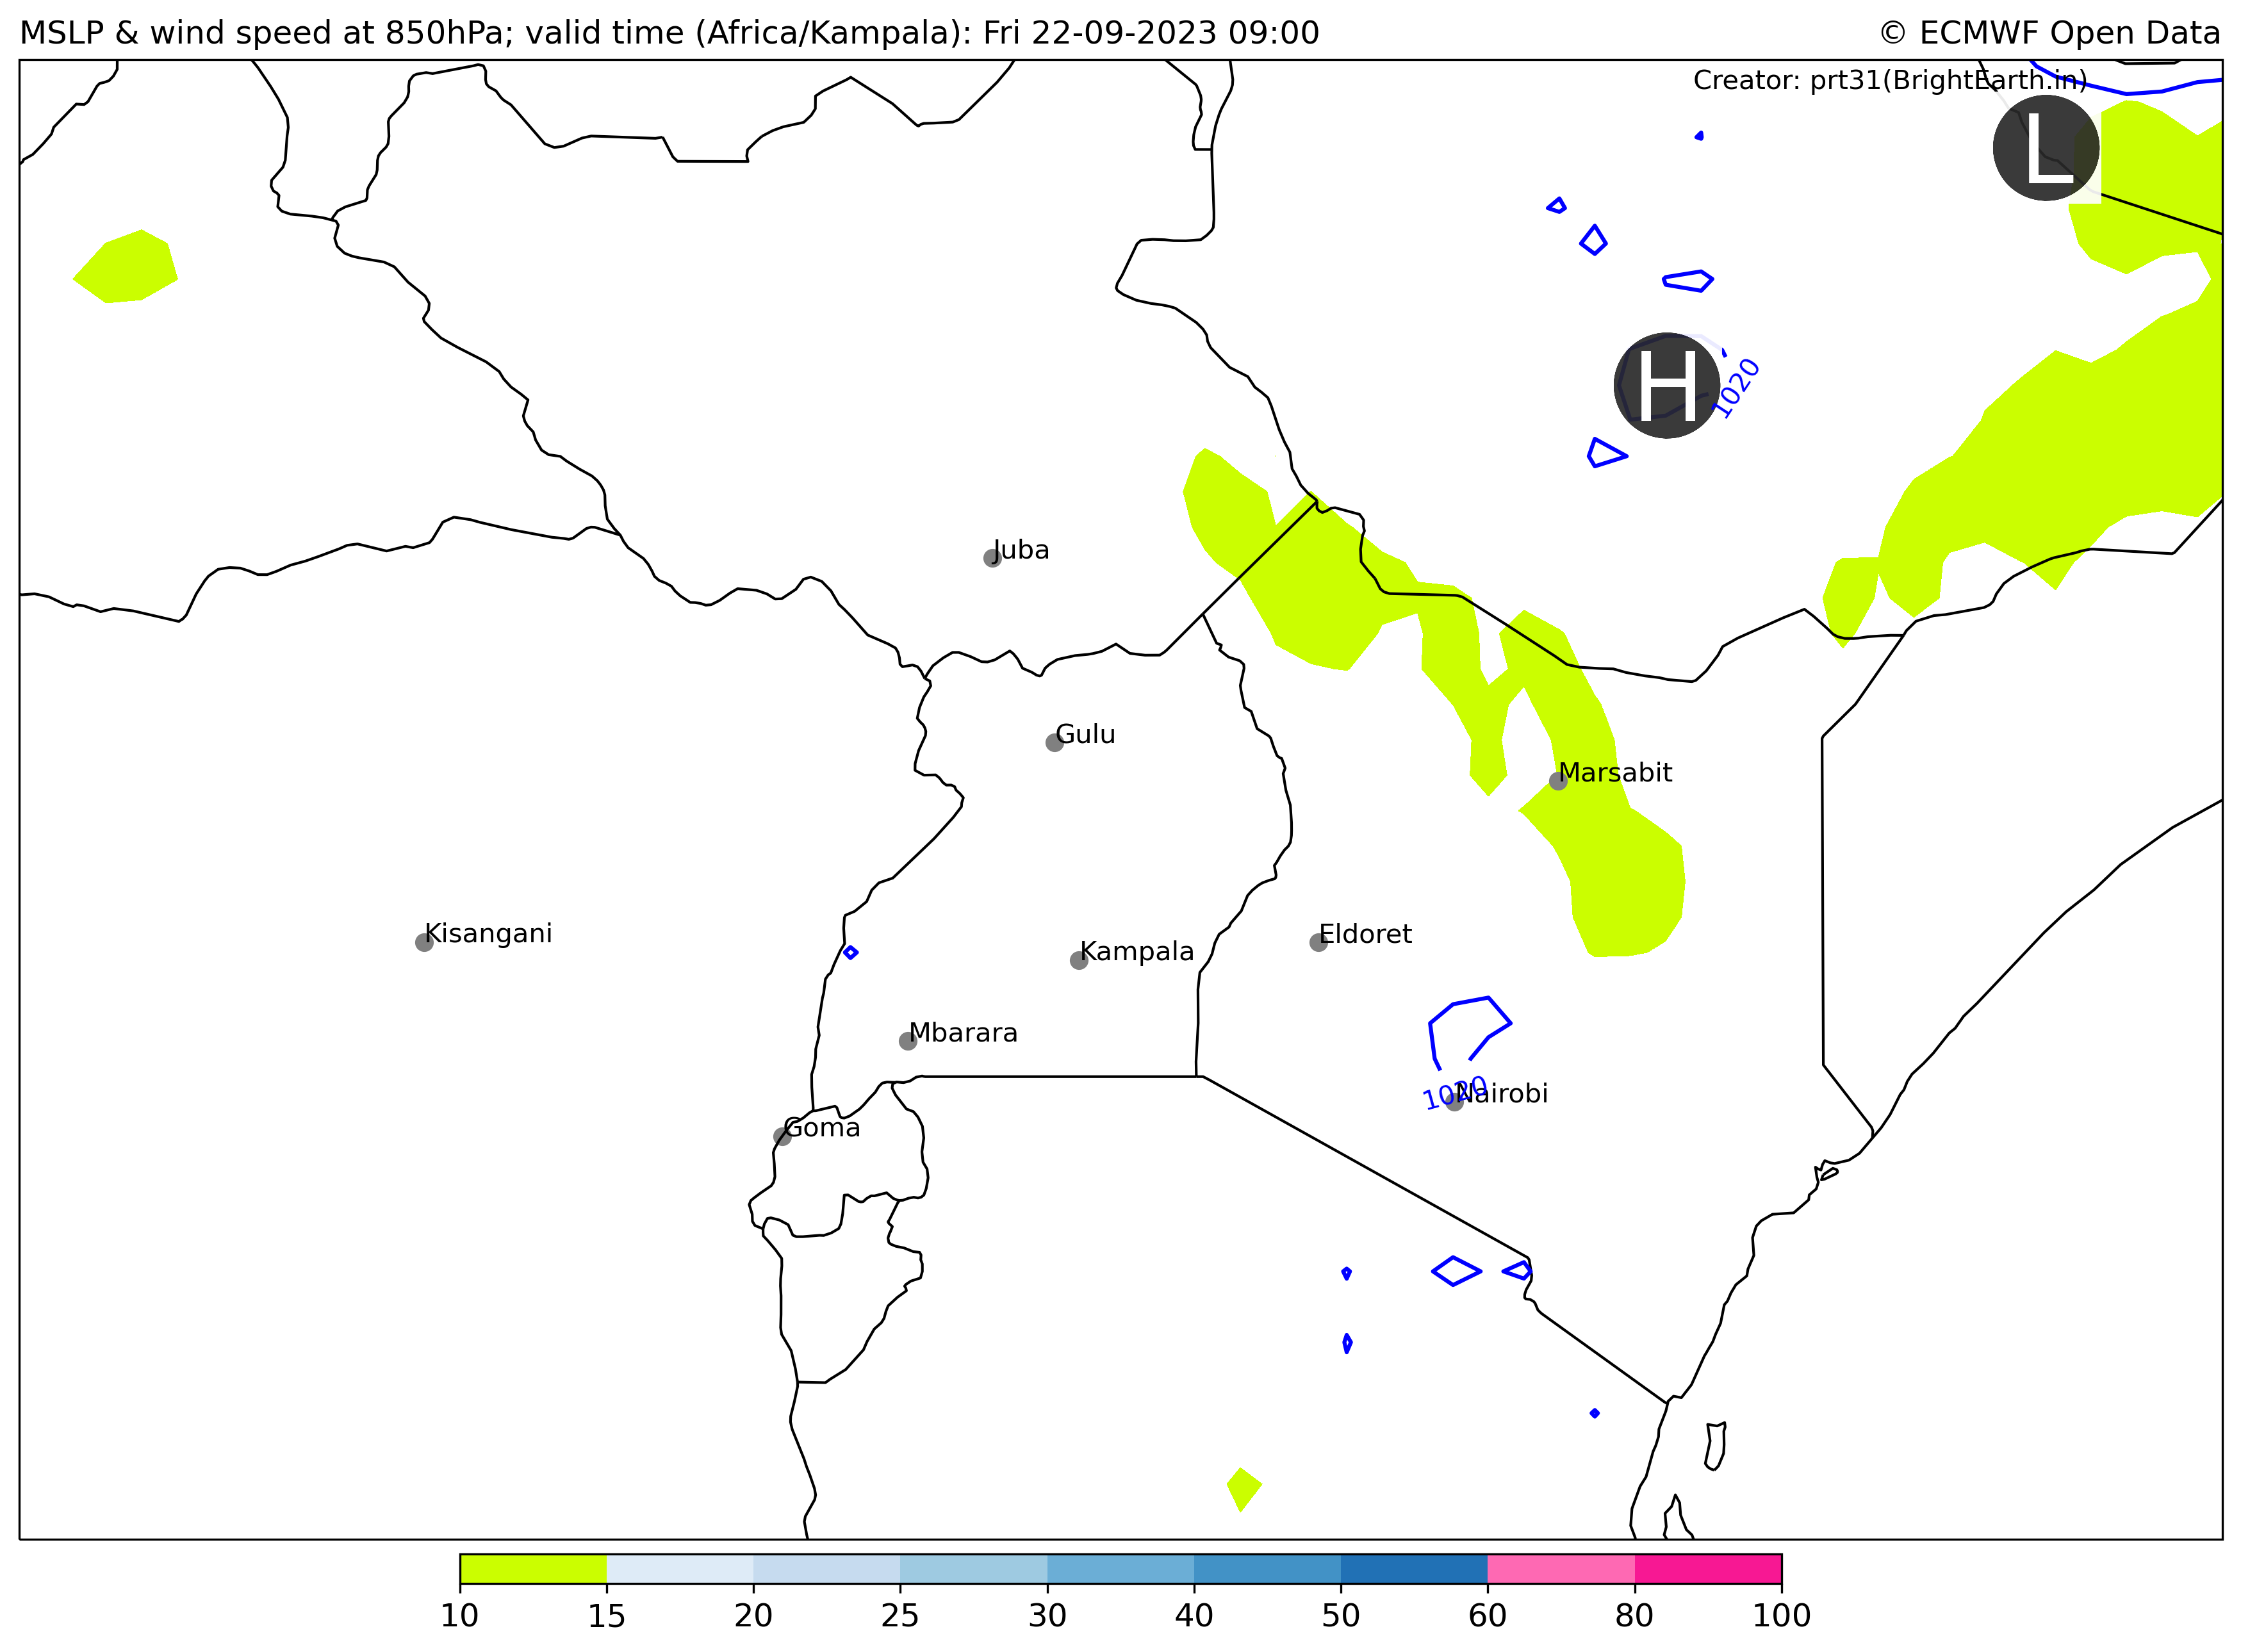 MSLP & wind speed at 850hPa; valid time (Africa/Kampala): Fri 22-09-2023 09:00
© ECMWF Open Data
Creator: prt31(BrightEarth.in)
L
H
1020
Juba
Gulu
Marsabit
Kisangani
Eldoret
Kampala
Mbarara
1020
Nairobi
Goma
10 15 20 25 30 40 50 60 80 100